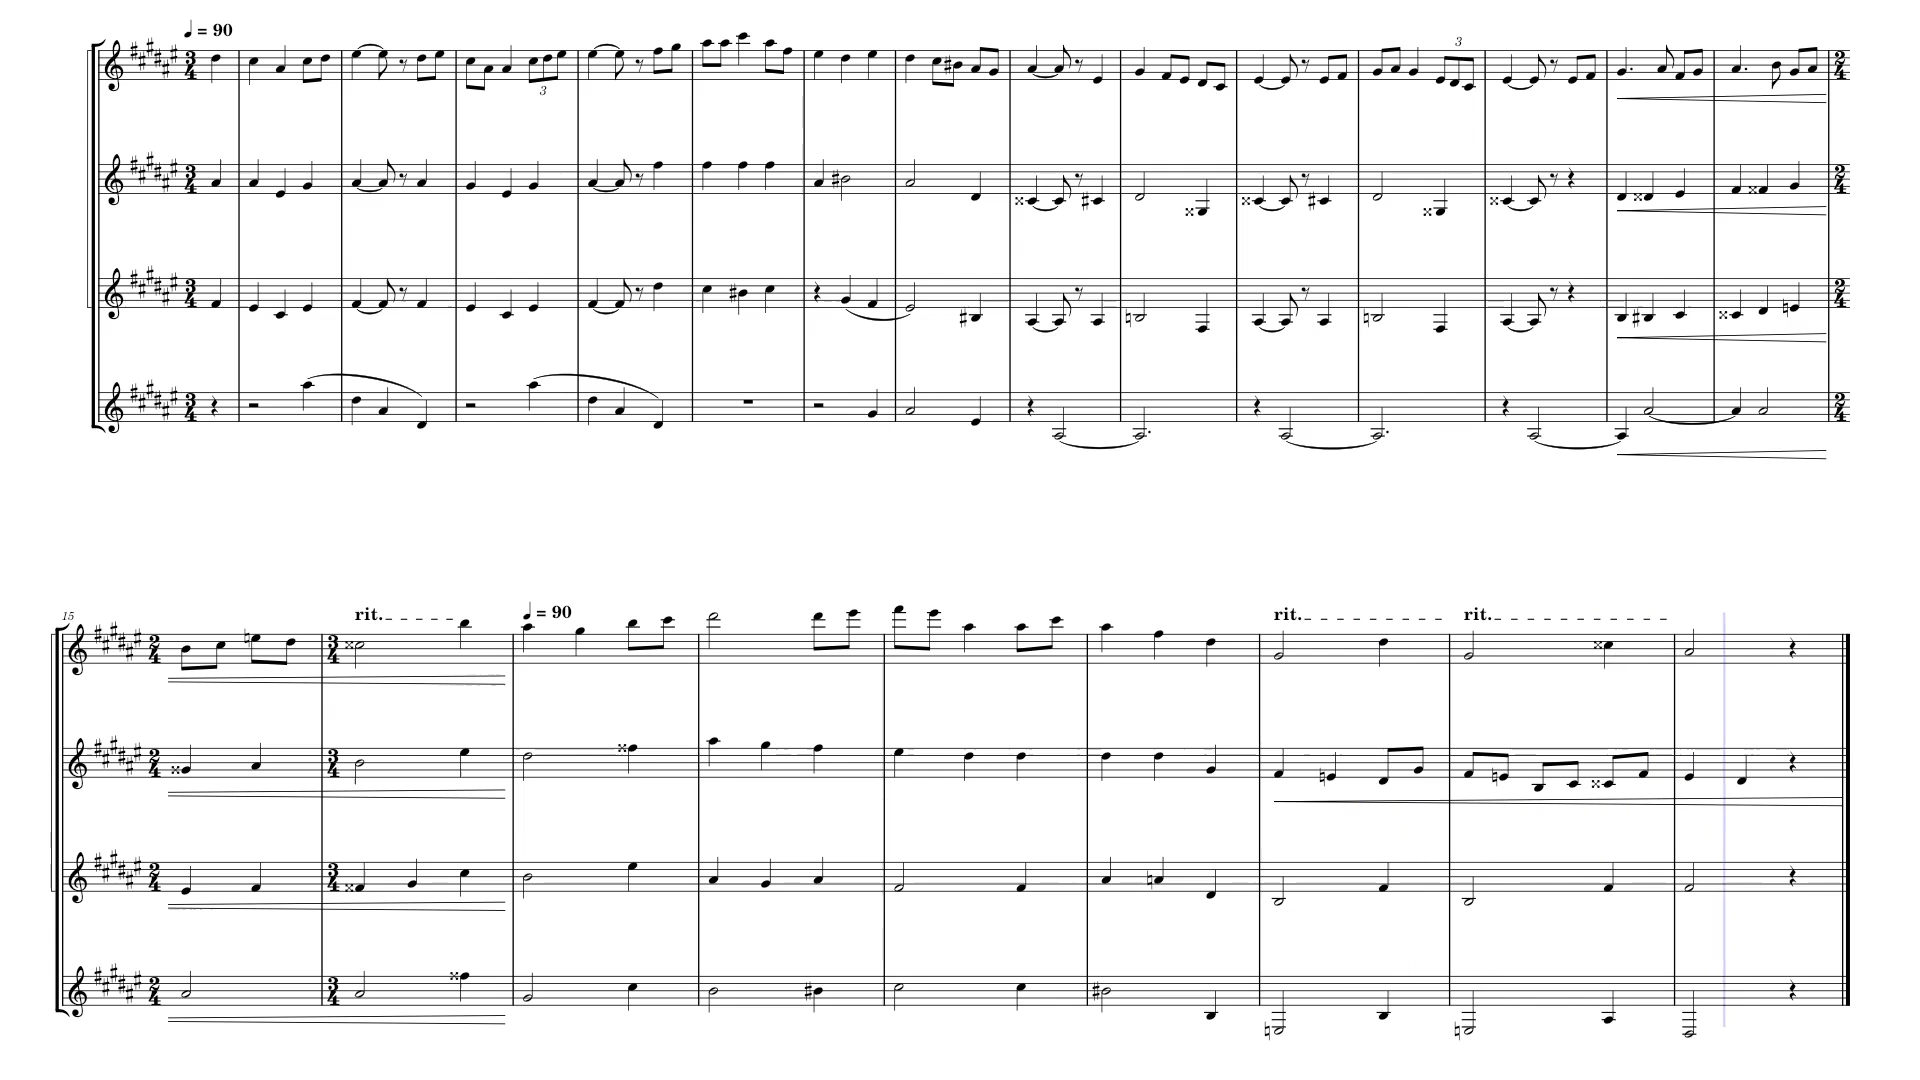 ♩ = 90
3
3
15
rit.
♩ = 90
rit.
rit.